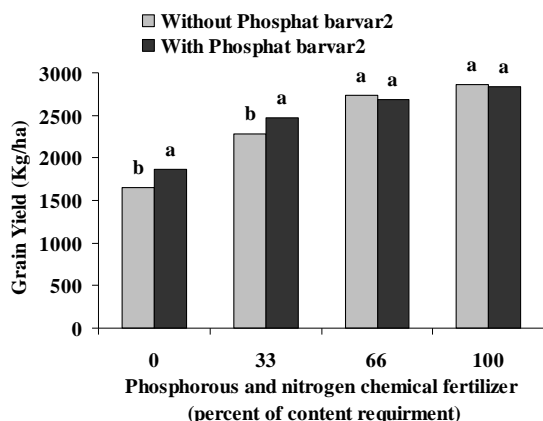 Without Phosphat barvar2
With Phosphat barvar2
3000
2500
2000
1500
1000
500
0
Grain Yield (Kg/ha)
b a
b a
a a
a a
0 33 66 100
Phosphorous and nitrogen chemical fertilizer
(percent of content requirment)